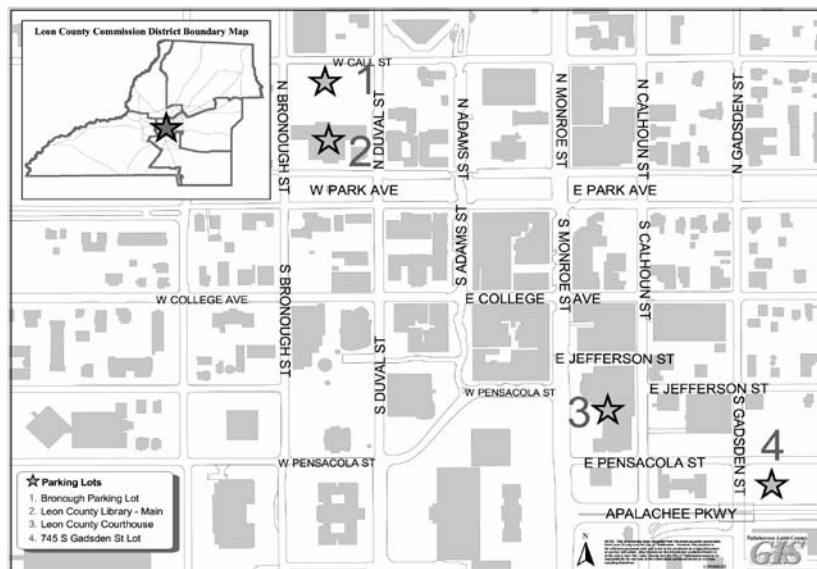 Leon County Commission District Boundary Map
W CALL ST
1
2
N BRONOUGH ST
N DUVAL ST
N ADAMS ST
N MONROE ST
N CALHOUN ST
N GADSDEN ST
W PARK AVE
E PARK AVE
S BRONOUGH ST
S ADAMS ST
S MONROE ST
S CALHOUN ST
W COLLEGE AVE
E COLLEGE AVE
S DUVAL ST
E JEFFERSON ST
W PENSACOLA ST
E JEFFERSON ST
3
S GADSDEN ST
4
W PENSACOLA ST
E PENSACOLA ST
APALACHEE PKWY
Parking Lots
1. Bronough Parking Lot
2. Leon County Library - Main
3. Leon County Courthouse
4. 745 S Gadsden St Lot
N
Tallahassee-Leon County
GIS